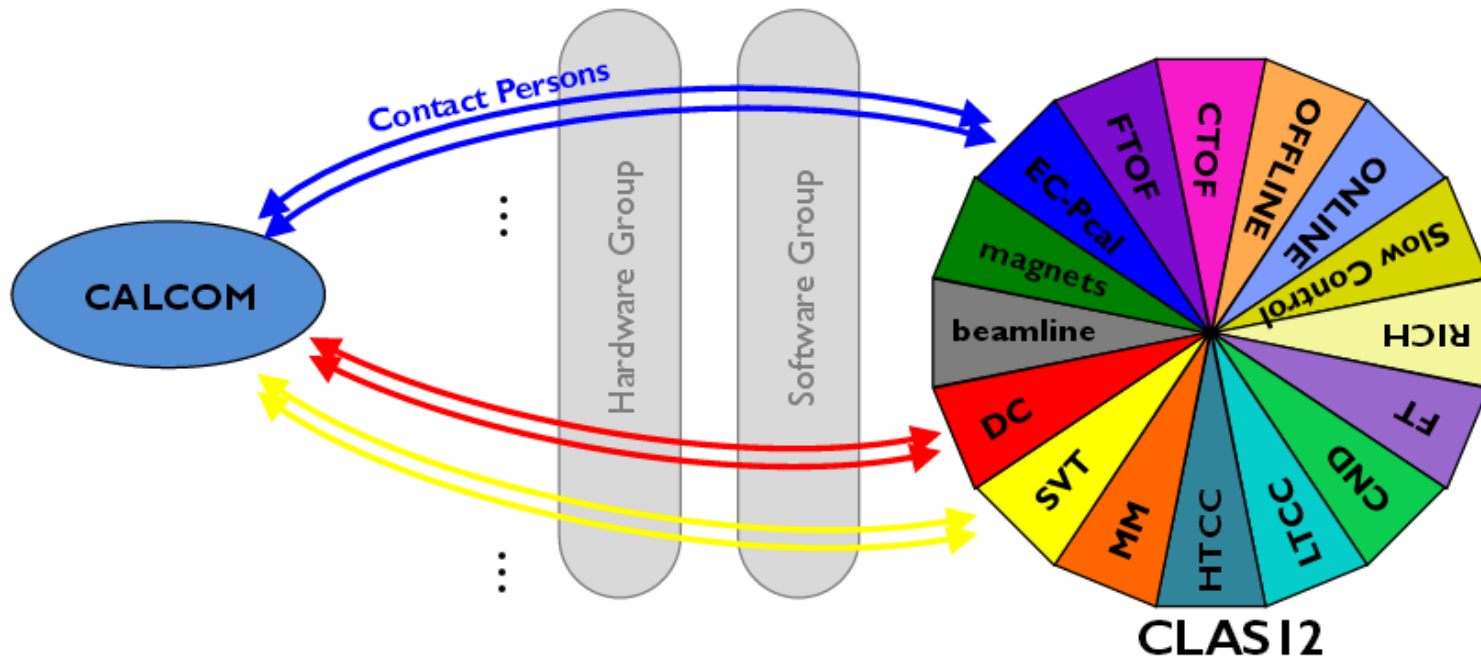 Contact Persons
CALCOM
Hardware Group
Software Group
CTOF
OFFLINE
ONLINE
Slow Control
RICH
FT
CND
LTCC
HTCC
MM
SVT
DC
beamline
magnets
EC-Pcal
FTOF
CLAS12